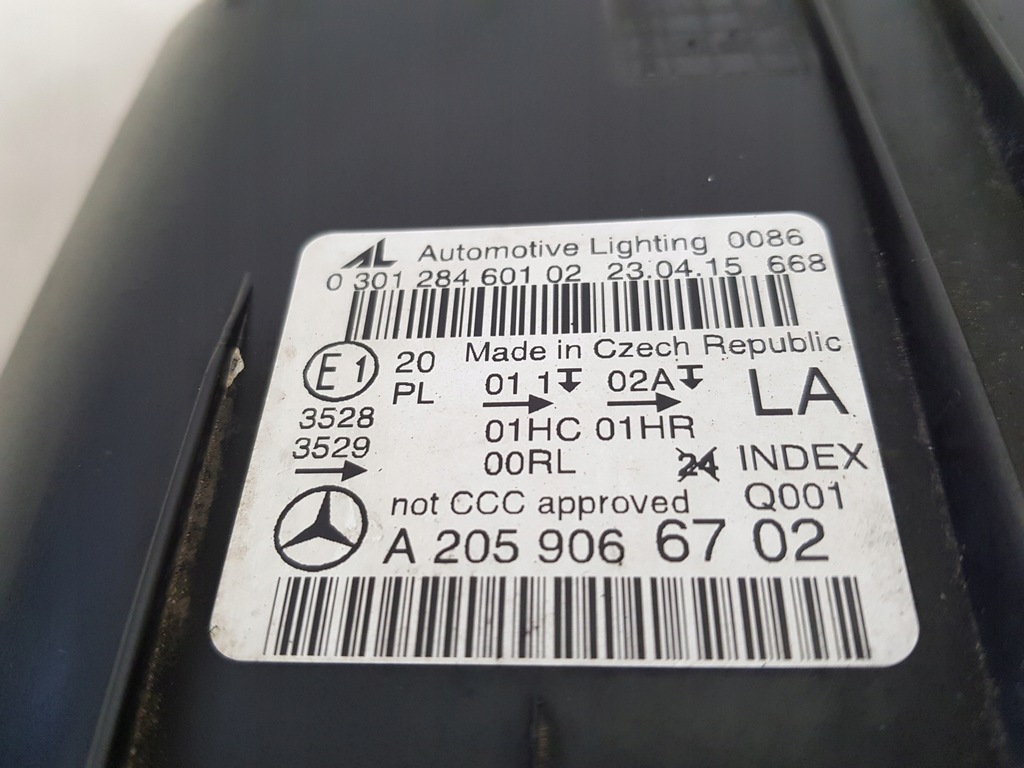 AL Automotive Lighting 0086
0 301 284 601 02 23.04.15 668
E1 20 Made in Czech Republic
PL 01 1 02A LA
3528
3529 01HC 01HR
00RL 24 INDEX
not CCC approved Q001
A 205 906 67 02